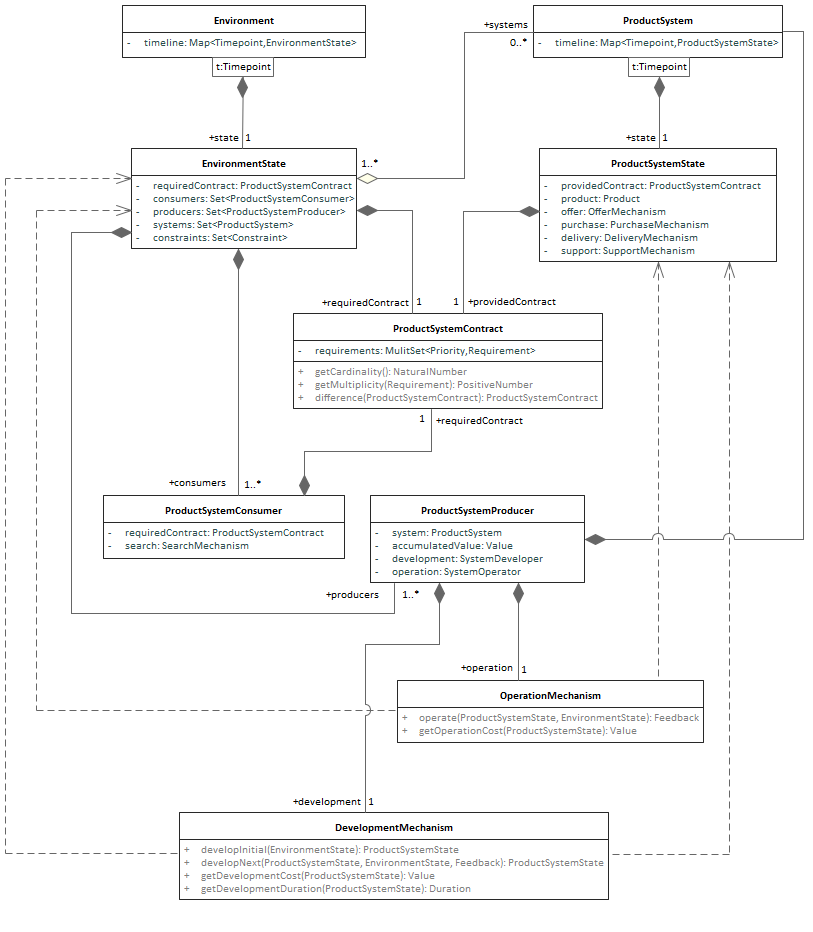 Environment
- timeline: Map<Timepoint,EnvironmentState>
t:Timepoint
+state 1
+systems
0..*
ProductSystem
- timeline: Map<Timepoint,ProductSystemState>
t:Timepoint
+state 1
EnvironmentState
- requiredContract: ProductSystemContract
- consumers: Set<ProductSystemConsumer>
- producers: Set<ProductSystemProducer>
- systems: Set<ProductSystem>
- constraints: Set<Constraint>
1..*
ProductSystemState
- providedContract: ProductSystemContract
- product: Product
- offer: OfferMechanism
- purchase: PurchaseMechanism
- delivery: DeliveryMechanism
- support: SupportMechanism
+requiredContract 1
1 +providedContract
ProductSystemContract
- requirements: MulitSet<Priority,Requirement>
+ getCardinality(): NaturalNumber
+ getMultiplicity(Requirement): PositiveNumber
+ difference(ProductSystemContract): ProductSystemContract
1 +requiredContract
+consumers 1..*
ProductSystemConsumer
- requiredContract: ProductSystemContract
- search: SearchMechanism
ProductSystemProducer
- system: ProductSystem
- accumulatedValue: Value
- development: SystemDeveloper
- operation: SystemOperator
+producers 1..*
+operation 1
OperationMechanism
+ operate(ProductSystemState, EnvironmentState): Feedback
+ getOperationCost(ProductSystemState): Value
+development 1
DevelopmentMechanism
+ developInitial(EnvironmentState): ProductSystemState
+ developNext(ProductSystemState, EnvironmentState, Feedback): ProductSystemState
+ getDevelopmentCost(ProductSystemState): Value
+ getDevelopmentDuration(ProductSystemState): Duration